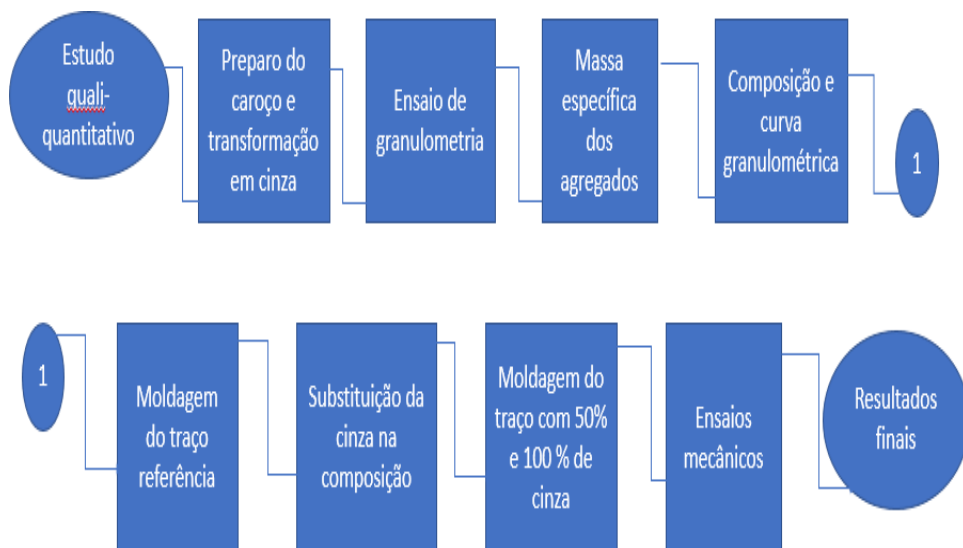 Estudo
quali-
quantitativo
Preparo do
caroço e
transformação
em cinza
Ensaio de
granulometria
Massa
específica
dos
agregados
Composição e
curva
granulométrica
1
1
Moldagem
do traço
referência
Substituição da
cinza na
composição
Moldagem do
traço com 50%
e 100 % de
cinza
Ensaios
mecânicos
Resultados
finais